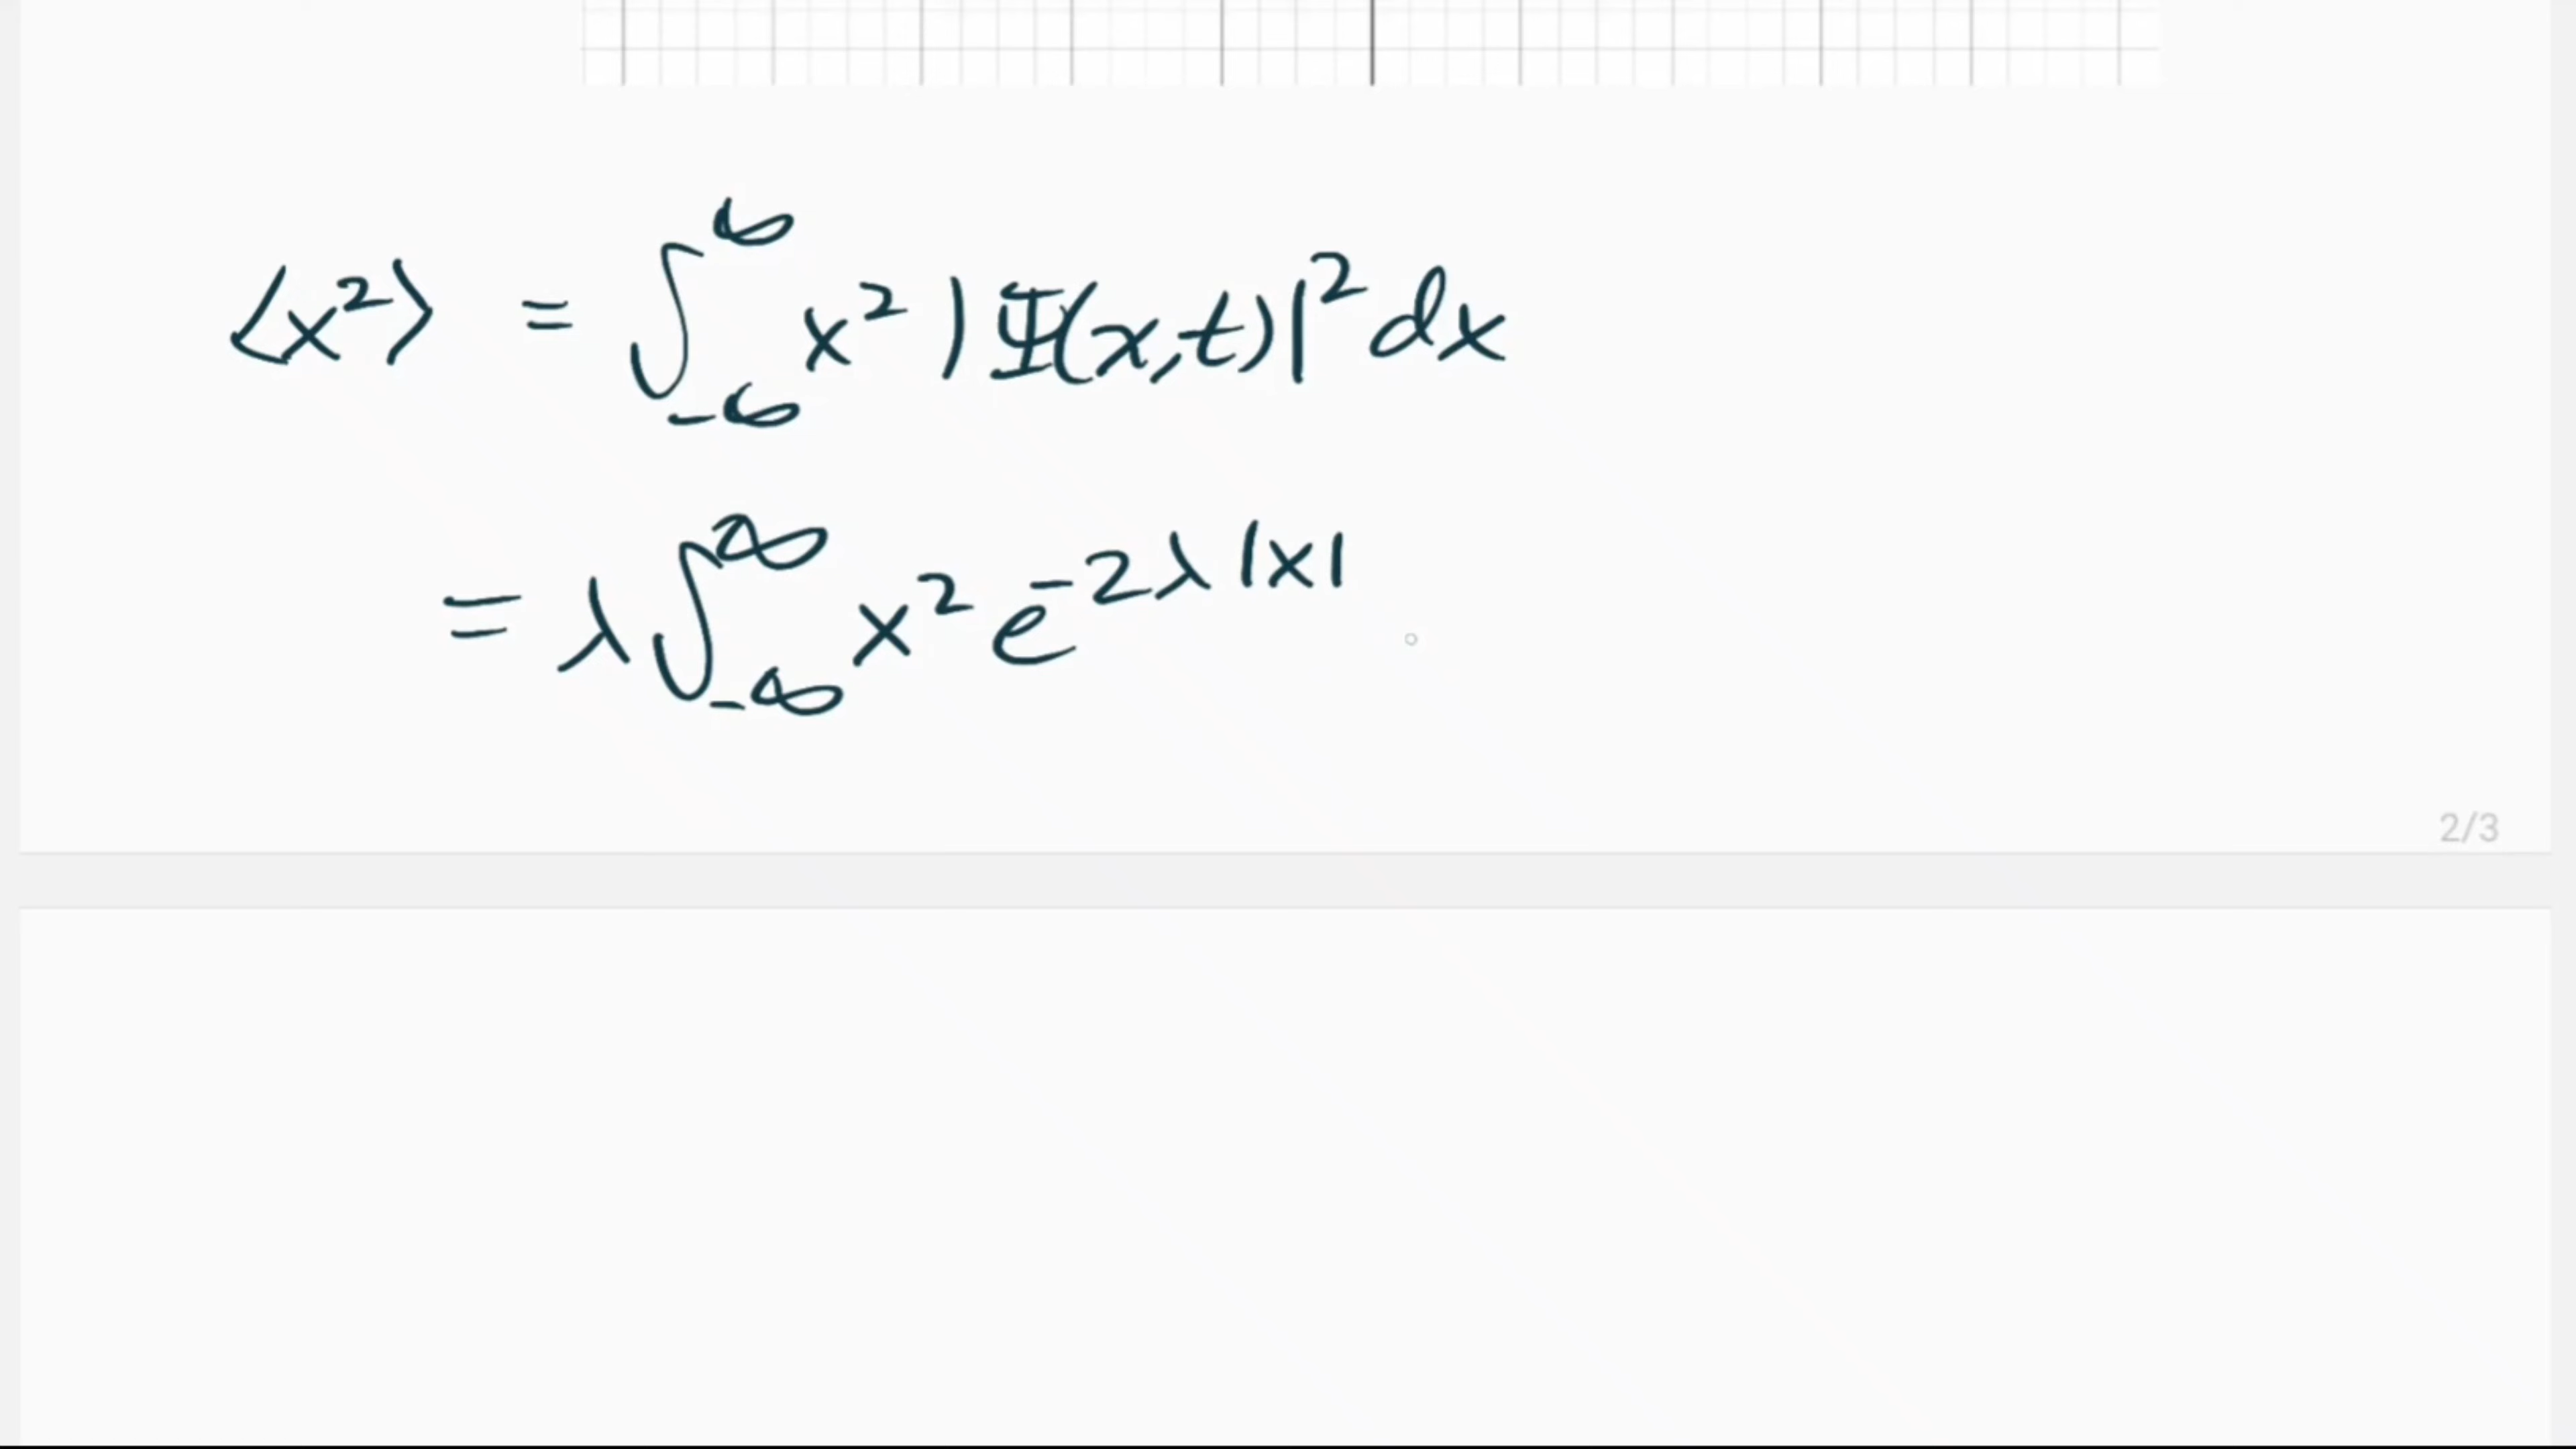 ⟨x²⟩ = ∫_{-∞}^{∞} x² |Ψ(x,t)|² dx
= λ ∫_{-∞}^{∞} x² e^{-2λ|x|}
2/3